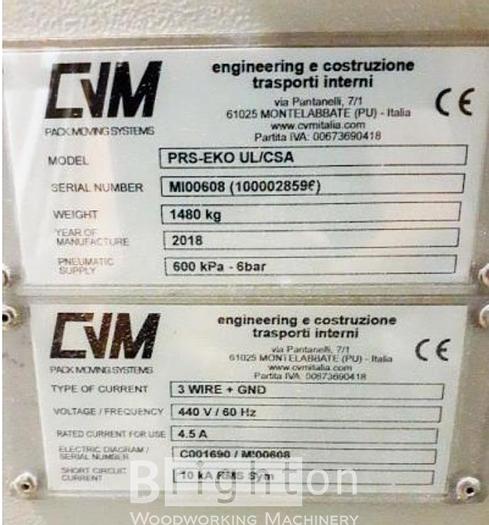 CVM
PACK MOVING SYSTEMS
engineering e costruzione
trasporti interni
via Pantanelli, 7/1
61025 MONTELABBATE (PU) - Italia
www.cvmitalia.com
Partita IVA: 00673690418
CE
MODEL PRS-EKO UL/CSA
SERIAL NUMBER MI00608 (1000028596)
WEIGHT 1480 kg
YEAR OF
MANUFACTURE 2018
PNEUMATIC
SUPPLY 600 kPa - 6bar
CVM
PACK MOVING SYSTEMS
engineering e costruzione
trasporti interni
via Pantanelli, 7/1
61025 MONTELABBATE (PU) - Italia
www.cvmitalia.com
Partita IVA: 00673690418
CE
TYPE OF CURRENT 3 WIRE + GND
VOLTAGE / FREQUENCY 440 V / 60 Hz
RATED CURRENT FOR USE 4.5 A
ELECTRIC DIAGRAM /
SERIAL NUMBER C001690 / MI00608
SHORT CIRCUIT
CURRENT 10 kA RMS Sym
Brighton
WOODWORKING MACHINERY